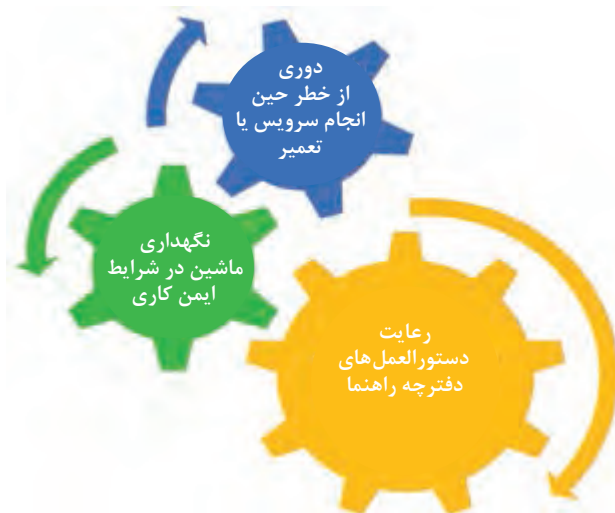 دوری
از خطر حین
انجام سرویس یا
تعمیر
نگهداری
ماشین در شرایط
ایمن کاری
رعایت
دستورالعمل‌های
دفترچه راهنما